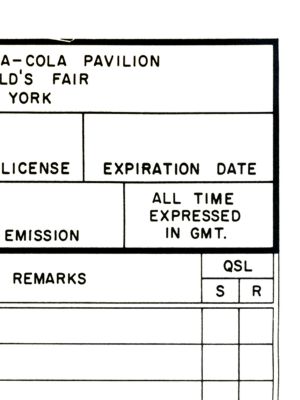 A-COLA PAVILION
LD'S FAIR
YORK
LICENSE
EXPIRATION DATE
ALL TIME
EXPRESSED
IN GMT.
EMISSION
REMARKS
QSL
S R